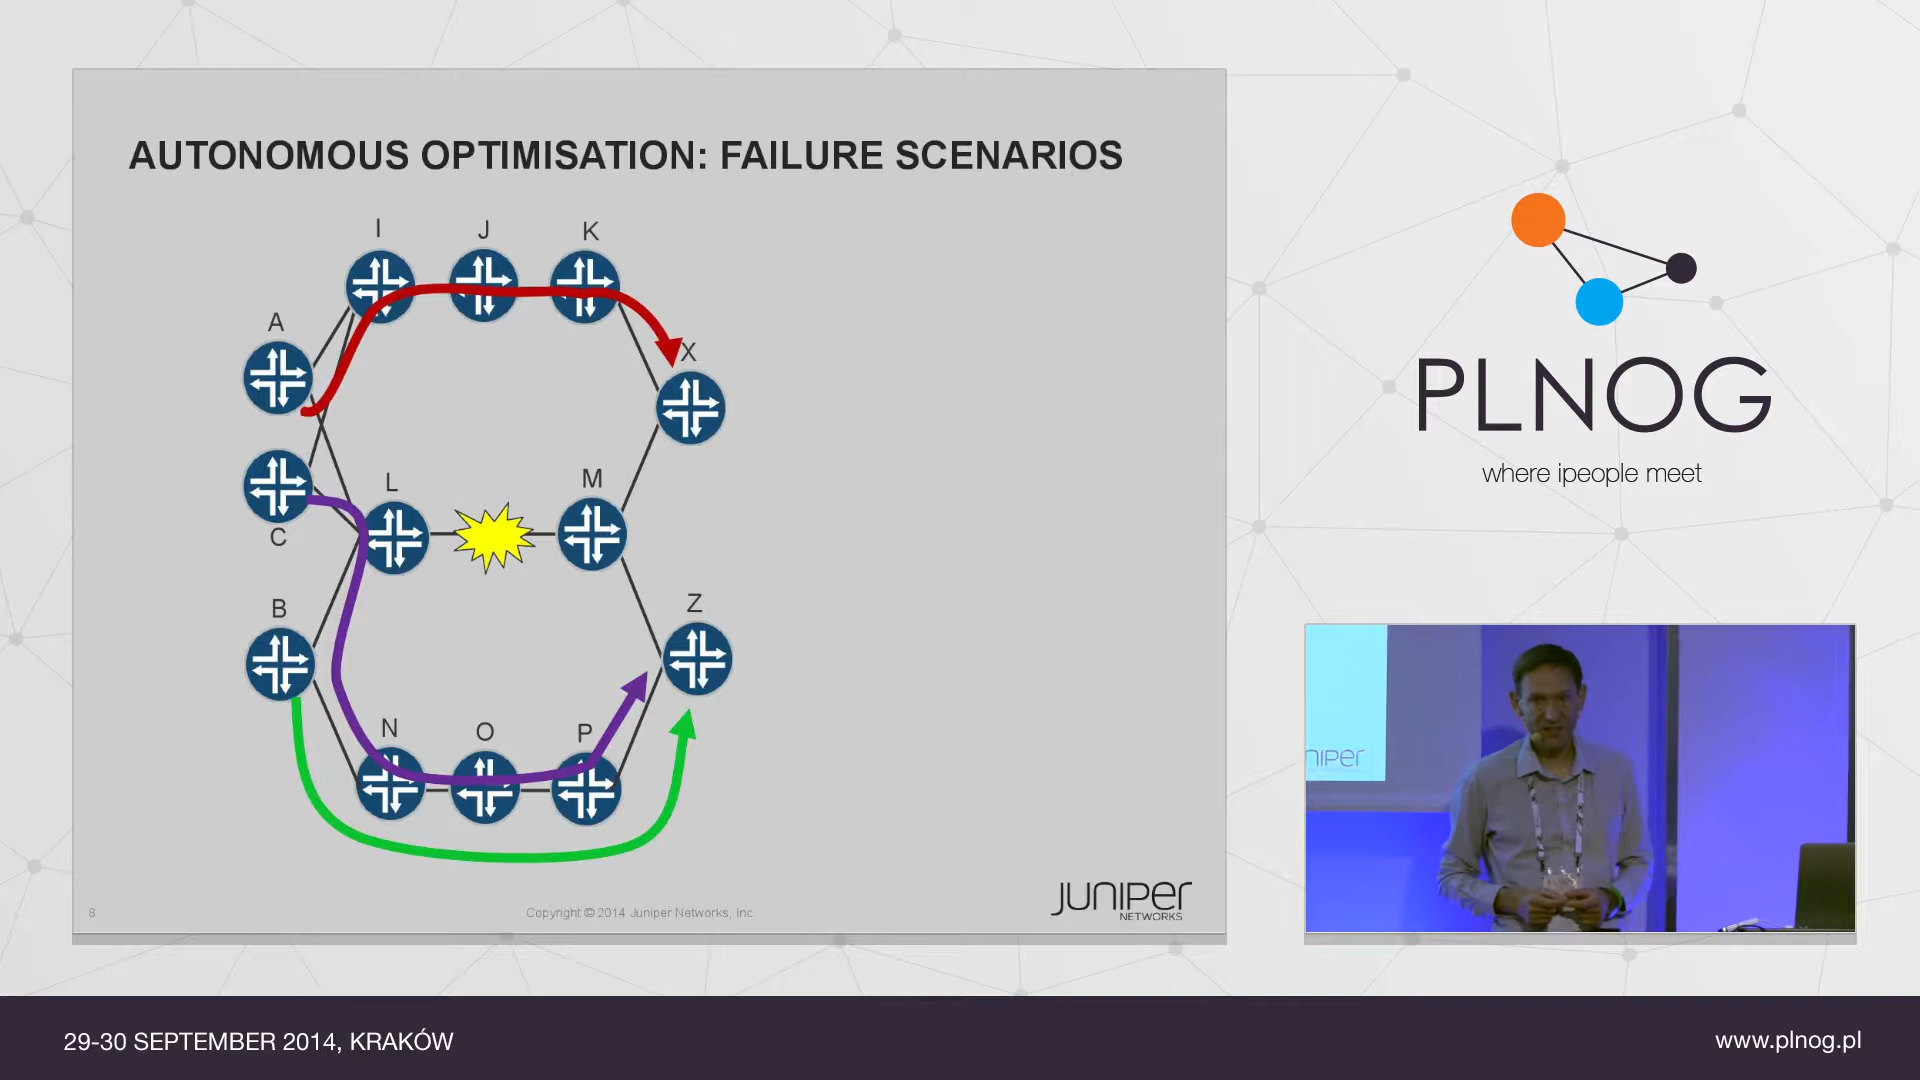 AUTONOMOUS OPTIMISATION: FAILURE SCENARIOS
I
J
K
A
X
L
M
C
B
Z
N
O
P
8
Copyright © 2014 Juniper Networks, Inc.
JUNIPER
NETWORKS
PLNOG
where ipeople meet
NIPER
29-30 SEPTEMBER 2014, KRAKÓW
www.plnog.pl